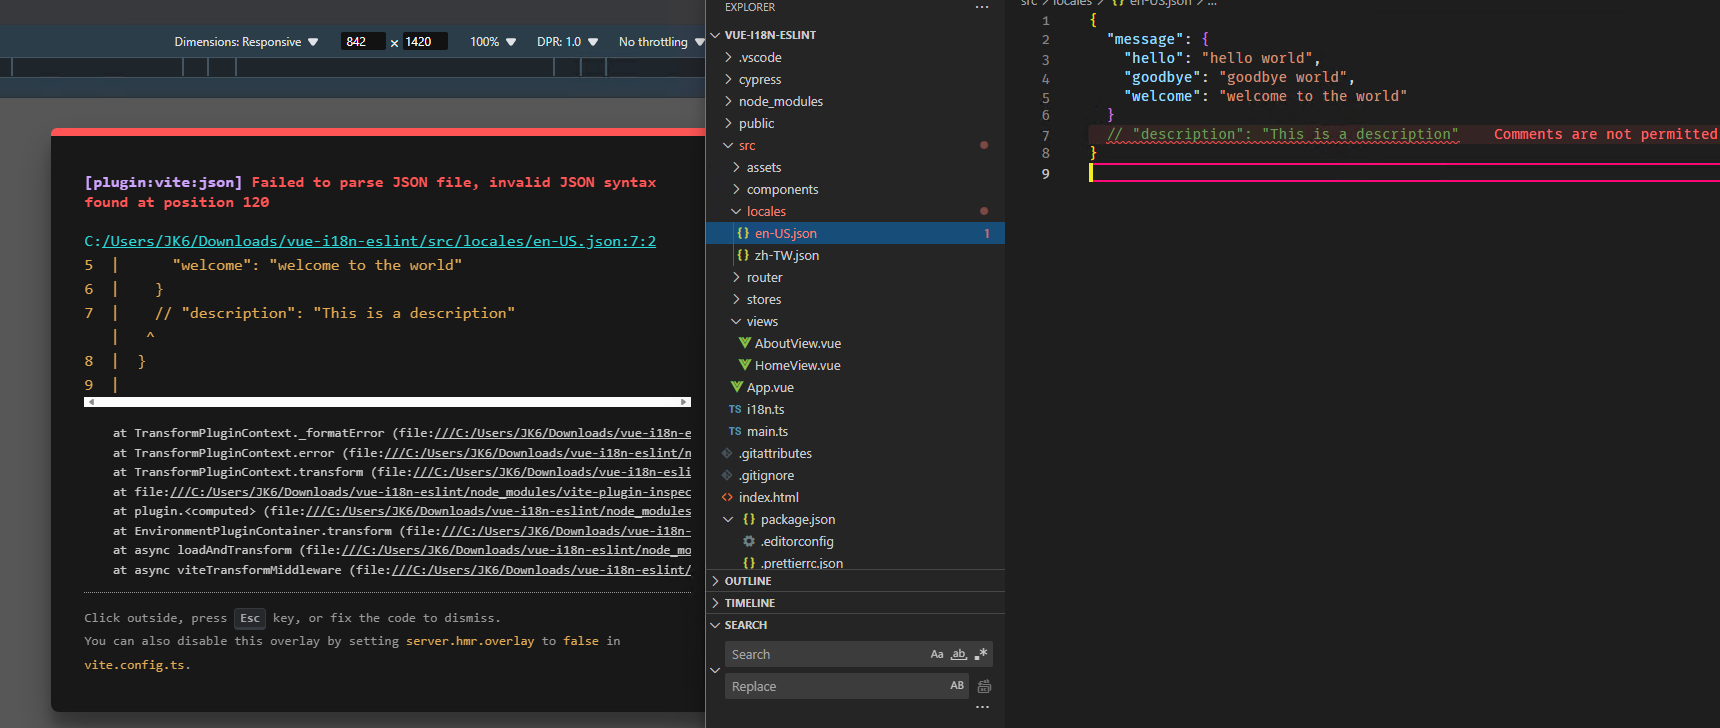 Dimensions: Responsive ▼ 842 x 1420 100% ▼ DPR: 1.0 ▼ No throttling ▼
[plugin:vite:json] Failed to parse JSON file, invalid JSON syntax
found at position 120
C:/Users/JK6/Downloads/vue-i18n-eslint/src/locales/en-US.json:7:2
5 | "welcome": "welcome to the world"
6 | }
7 | // "description": "This is a description"
| ^
8 | }
9 |
at TransformPluginContext._formatError (file:///C:/Users/JK6/Downloads/vue-i18n-e
at TransformPluginContext.error (file:///C:/Users/JK6/Downloads/vue-i18n-eslint/n
at TransformPluginContext.transform (file:///C:/Users/JK6/Downloads/vue-i18n-esli
at file:///C:/Users/JK6/Downloads/vue-i18n-eslint/node_modules/vite-plugin-inspec
at plugin.<computed> (file:///C:/Users/JK6/Downloads/vue-i18n-eslint/node_modules
at EnvironmentPluginContainer.transform (file:///C:/Users/JK6/Downloads/vue-i18n-
at async loadAndTransform (file:///C:/Users/JK6/Downloads/vue-i18n-eslint/node_mo
at async viteTransformMiddleware (file:///C:/Users/JK6/Downloads/vue-i18n-eslint/
Click outside, press Esc key, or fix the code to dismiss.
You can also disable this overlay by setting server.hmr.overlay to false in
vite.config.ts.
EXPLORER ...
VUE-I18N-ESLINT
.vscode
cypress
node_modules
public
src
assets
components
locales
{} en-US.json 1
{} zh-TW.json
router
stores
views
AboutView.vue
HomeView.vue
App.vue
TS i18n.ts
TS main.ts
.gitattributes
.gitignore
<> index.html
{} package.json
.editorconfig
{} .prettierrc.json
OUTLINE
TIMELINE
SEARCH
Search Aa ab .*
Replace AB
...
src > locales > {} en-US.json > ...
1 {
2 "message": {
3 "hello": "hello world",
4 "goodbye": "goodbye world",
5 "welcome": "welcome to the world"
6 }
7 // "description": "This is a description" Comments are not permitted
8 }
9